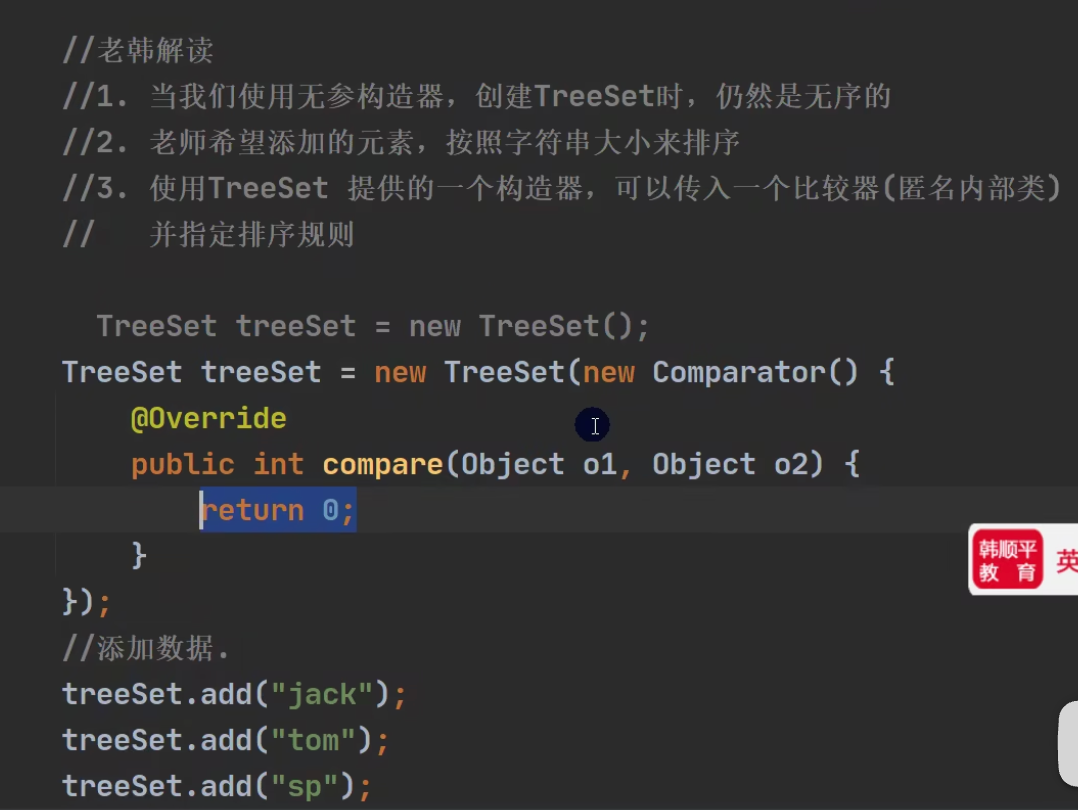 //老韩解读
//1. 当我们使用无参构造器，创建TreeSet时，仍然是无序的
//2. 老师希望添加的元素，按照字符串大小来排序
//3. 使用TreeSet 提供的一个构造器，可以传入一个比较器(匿名内部类)
// 并指定排序规则
TreeSet treeSet = new TreeSet();
TreeSet treeSet = new TreeSet(new Comparator() {
@Override
public int compare(Object o1, Object o2) {
return 0;
}
});
//添加数据.
treeSet.add("jack");
treeSet.add("tom");
treeSet.add("sp");
韩顺平
教 育
英